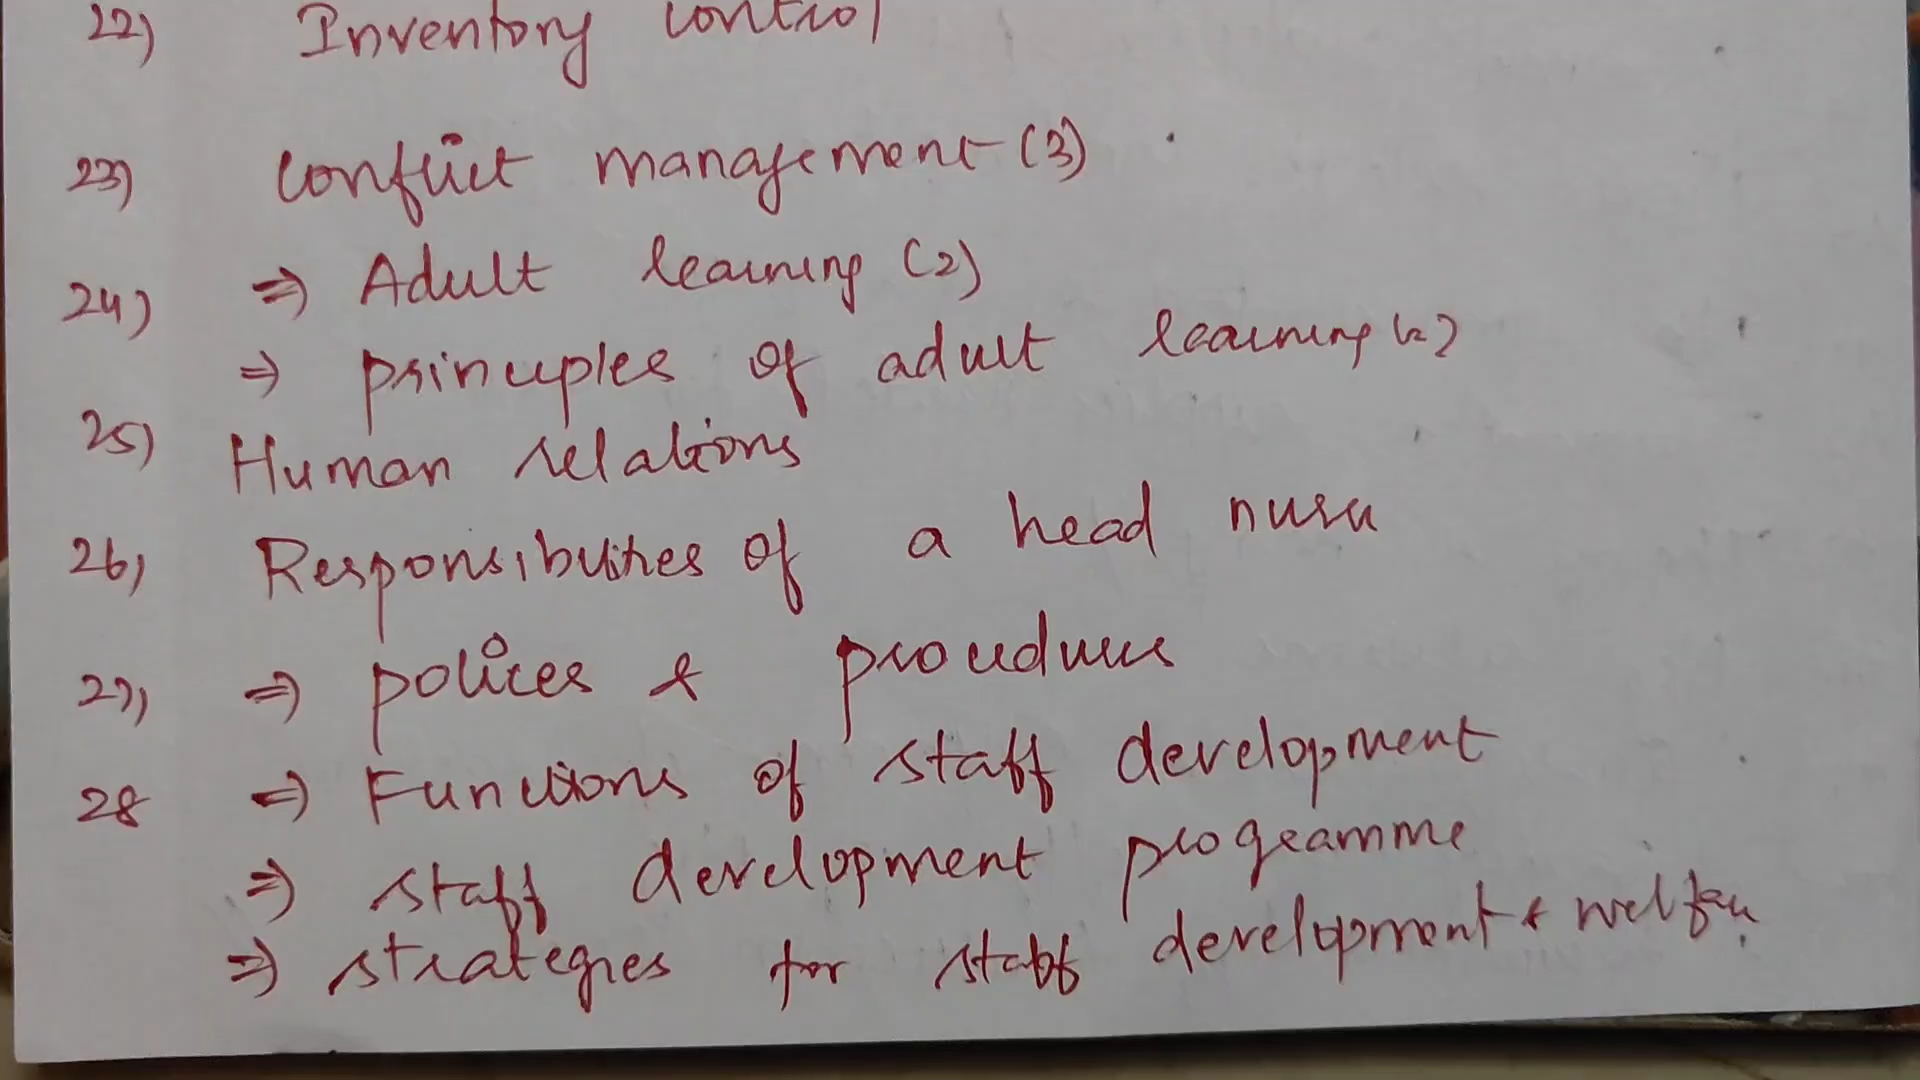 22) Inventory control
23) Conflict management (3)
24) ⇒ Adult learning (2)
⇒ principles of adult learning (2)
25) Human relations
26) Responsibilities of a head nurse
27) ⇒ polices & procedures
28 ⇒ Functions of staff development
⇒ staff development programme
⇒ strategies for staff development & welfare